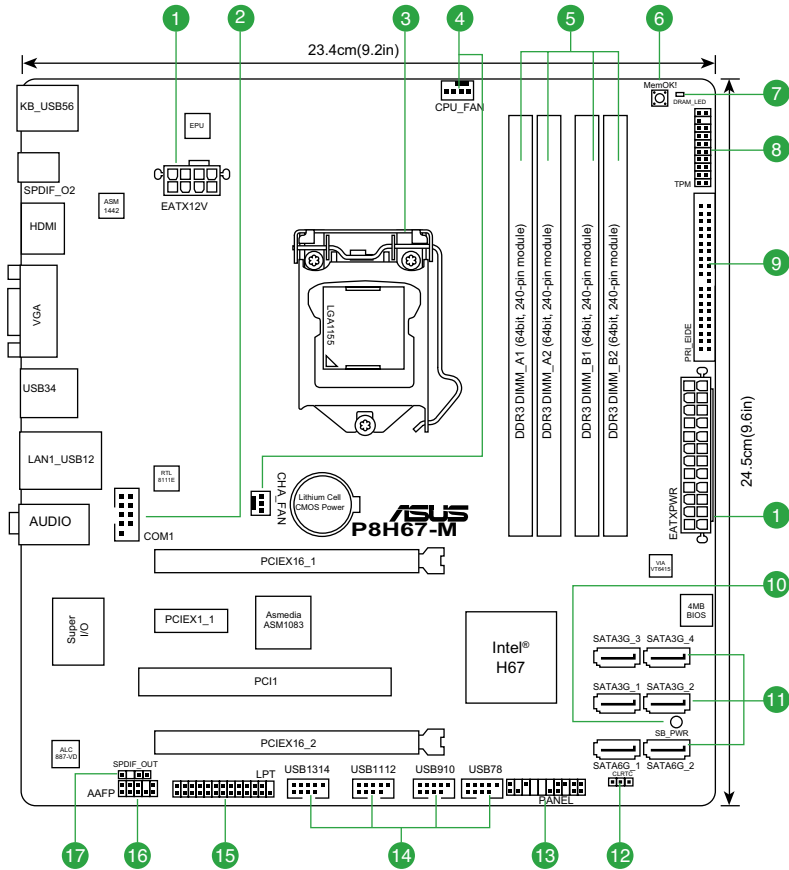 1
2
3
4
5
6
23.4cm(9.2in)
KB_USB56
CPU_FAN
MemOK!
DRAM_LED
7
EPU
8
SPDIF_O2
EATX12V
TPM
ASM
1442
HDMI
VGA
LGA1155
DDR3 DIMM_A1 (64bit, 240-pin module)
DDR3 DIMM_A2 (64bit, 240-pin module)
DDR3 DIMM_B1 (64bit, 240-pin module)
DDR3 DIMM_B2 (64bit, 240-pin module)
9
PRI_EIDE
USB34
24.5cm(9.6in)
LAN1_USB12
RTL
8111E
CHA_FAN
Lithium Cell
CMOS Power
ASUS
P8H67-M
EATXPWR
1
AUDIO
COM1
PCIEX16_1
VIA
VT6415
10
Super
I/O
PCIEX1_1
Asmedia
ASM1083
4MB
BIOS
Intel®
H67
SATA3G_3
SATA3G_4
PCI1
SATA3G_1
SATA3G_2
11
SB_PWR
ALC
887-VD
PCIEX16_2
SATA6G_1
SATA6G_2
SPDIF_OUT
LPT
USB1314
USB1112
USB910
USB78
CLRTC
AAFP
PANEL
17
16
15
14
13
12